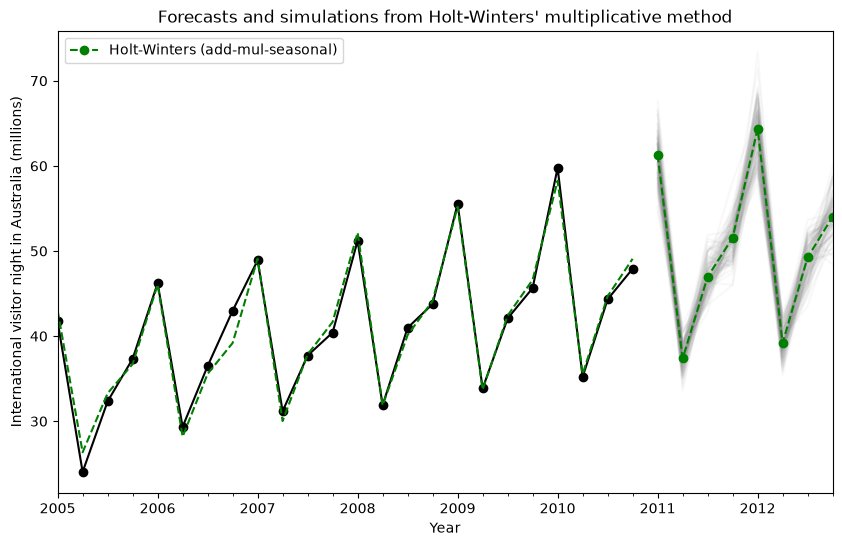 Forecasts and simulations from Holt-Winters' multiplicative method
Holt-Winters (add-mul-seasonal)
International visitor night in Australia (millions)
70
60
50
40
30
2005 2006 2007 2008 2009 2010 2011 2012
Year